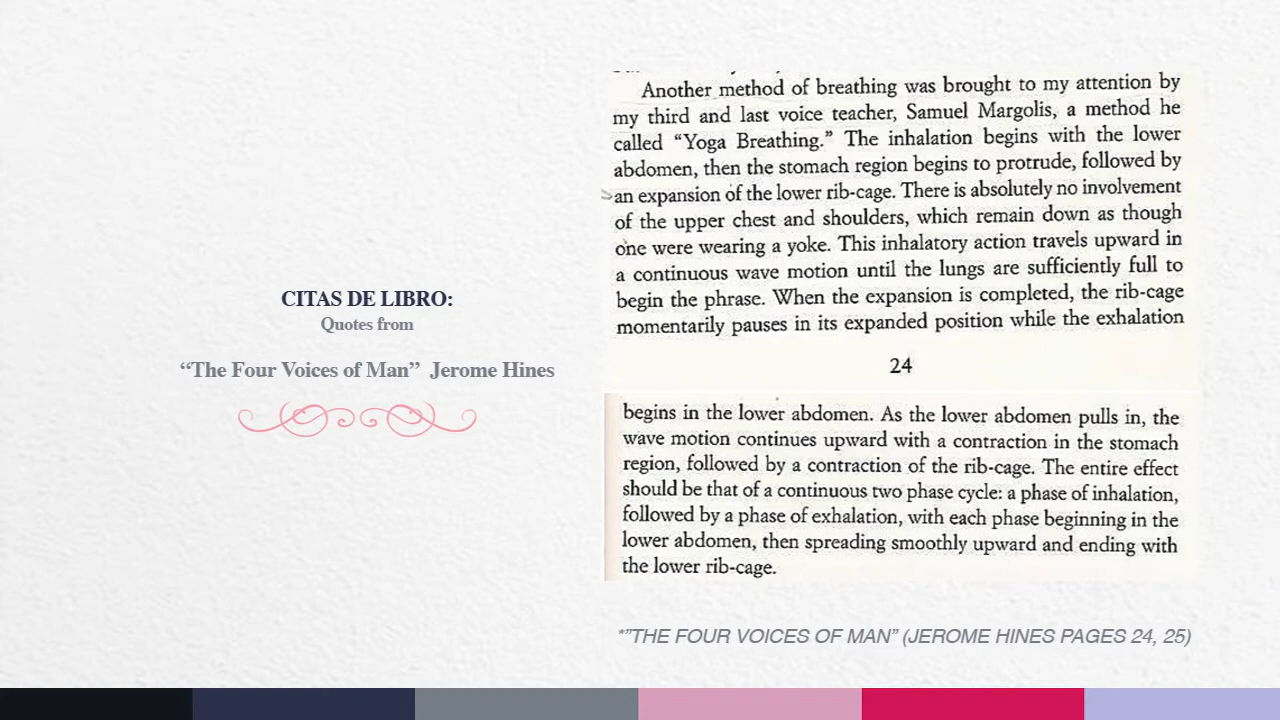 CITAS DE LIBRO:
Quotes from
“The Four Voices of Man” Jerome Hines
Another method of breathing was brought to my attention by
my third and last voice teacher, Samuel Margolis, a method he
called “Yoga Breathing.” The inhalation begins with the lower
abdomen, then the stomach region begins to protrude, followed by
an expansion of the lower rib-cage. There is absolutely no involvement
of the upper chest and shoulders, which remain down as though
one were wearing a yoke. This inhalatory action travels upward in
a continuous wave motion until the lungs are sufficiently full to
begin the phrase. When the expansion is completed, the rib-cage
momentarily pauses in its expanded position while the exhalation
24
begins in the lower abdomen. As the lower abdomen pulls in, the
wave motion continues upward with a contraction in the stomach
region, followed by a contraction of the rib-cage. The entire effect
should be that of a continuous two phase cycle: a phase of inhalation,
followed by a phase of exhalation, with each phase beginning in the
lower abdomen, then spreading smoothly upward and ending with
the lower rib-cage.
*”THE FOUR VOICES OF MAN” (JEROME HINES PAGES 24, 25)